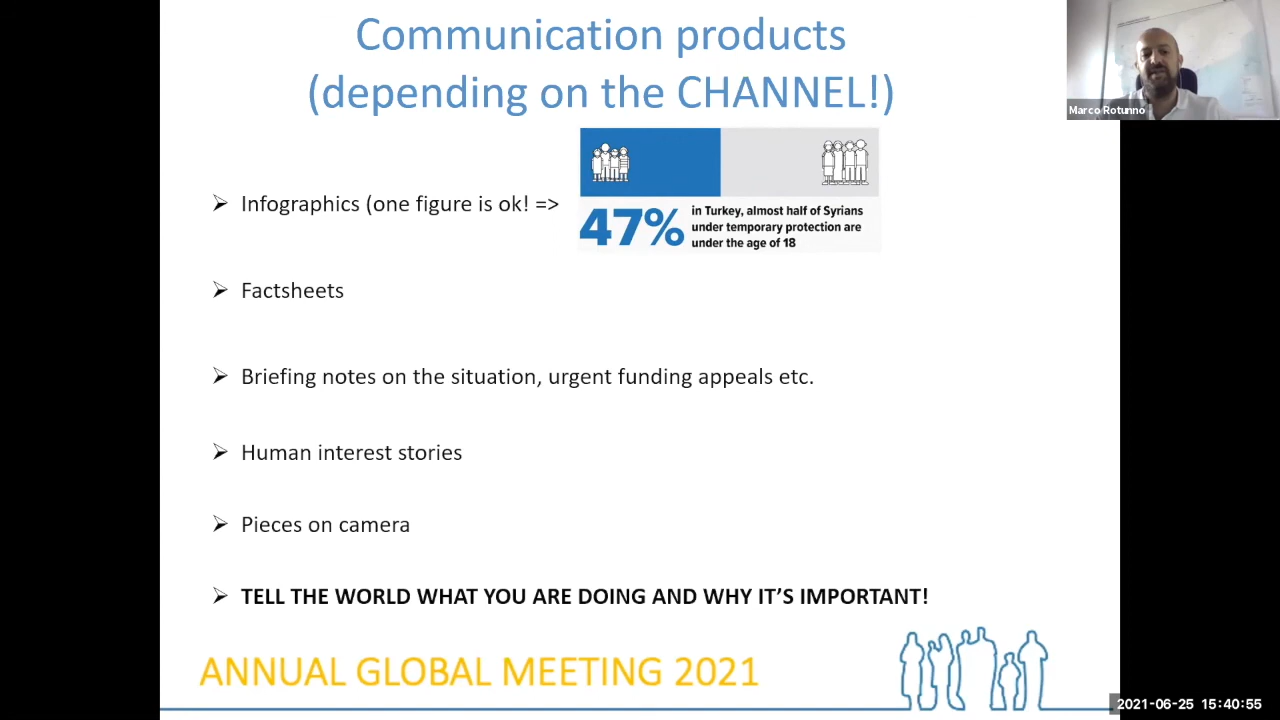 Communication products
(depending on the CHANNEL!)
Marco Rotunno
Infographics (one figure is ok! =>
47%
in Turkey, almost half of Syrians
under temporary protection are
under the age of 18
Factsheets
Briefing notes on the situation, urgent funding appeals etc.
Human interest stories
Pieces on camera
TELL THE WORLD WHAT YOU ARE DOING AND WHY IT’S IMPORTANT!
ANNUAL GLOBAL MEETING 2021
2021-06-25 15:40:55